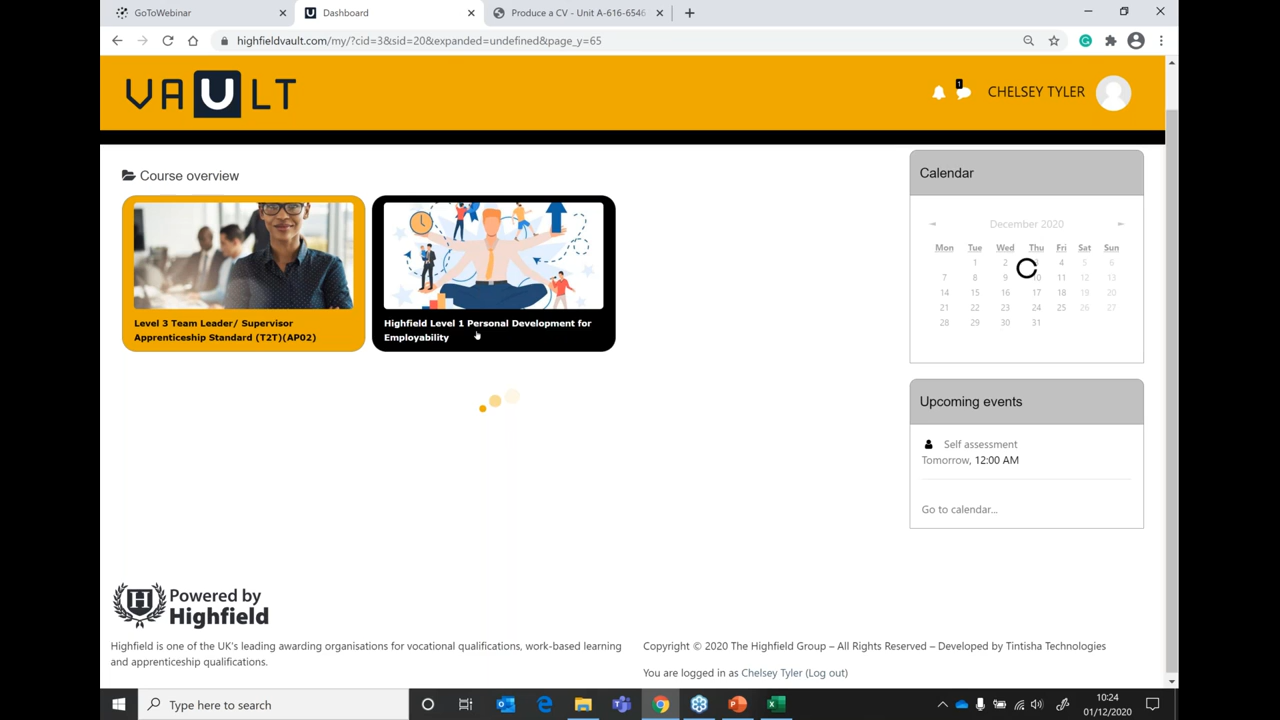 GoToWebinar
Dashboard
Produce a CV - Unit A-616-6546
highfieldvault.com/my/?cid=3&sid=20&expanded=undefined&page_y=65
VAULT
1
CHELSEY TYLER
Course overview
Level 3 Team Leader/ Supervisor
Apprenticeship Standard (T2T)(AP02)
Highfield Level 1 Personal Development for
Employability
Calendar
December 2020
Mon Tue Wed Thu Fri Sat Sun
1 2 4 5 6
7 8 9 10 11 12 13
14 15 16 17 18 19 20
21 22 23 24 25 26 27
28 29 30 31
Upcoming events
Self assessment
Tomorrow, 12:00 AM
Go to calendar...
H
Powered by
Highfield
Highfield is one of the UK's leading awarding organisations for vocational qualifications, work-based learning
and apprenticeship qualifications.
Copyright © 2020 The Highfield Group – All Rights Reserved – Developed by Tintisha Technologies
You are logged in as Chelsey Tyler (Log out)
Type here to search
10:24
01/12/2020